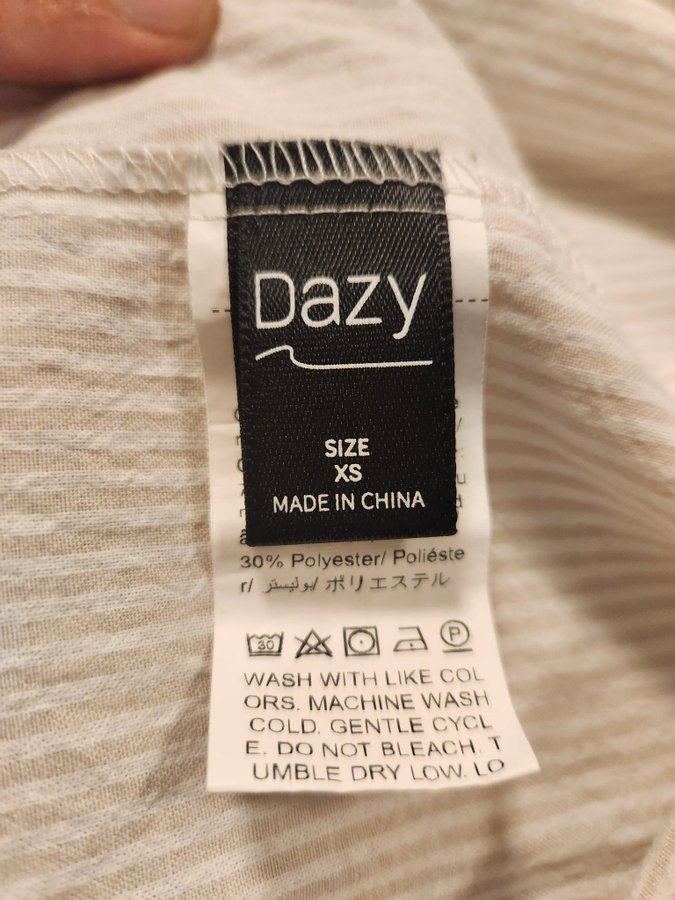 Dazy
SIZE
XS
MADE IN CHINA
30% Polyester/ Poliéste
r/ بوليستر/ ポリエステル
30
P
WASH WITH LIKE COL
ORS. MACHINE WASH
COLD. GENTLE CYCL
E. DO NOT BLEACH. T
UMBLE DRY LOW. LO